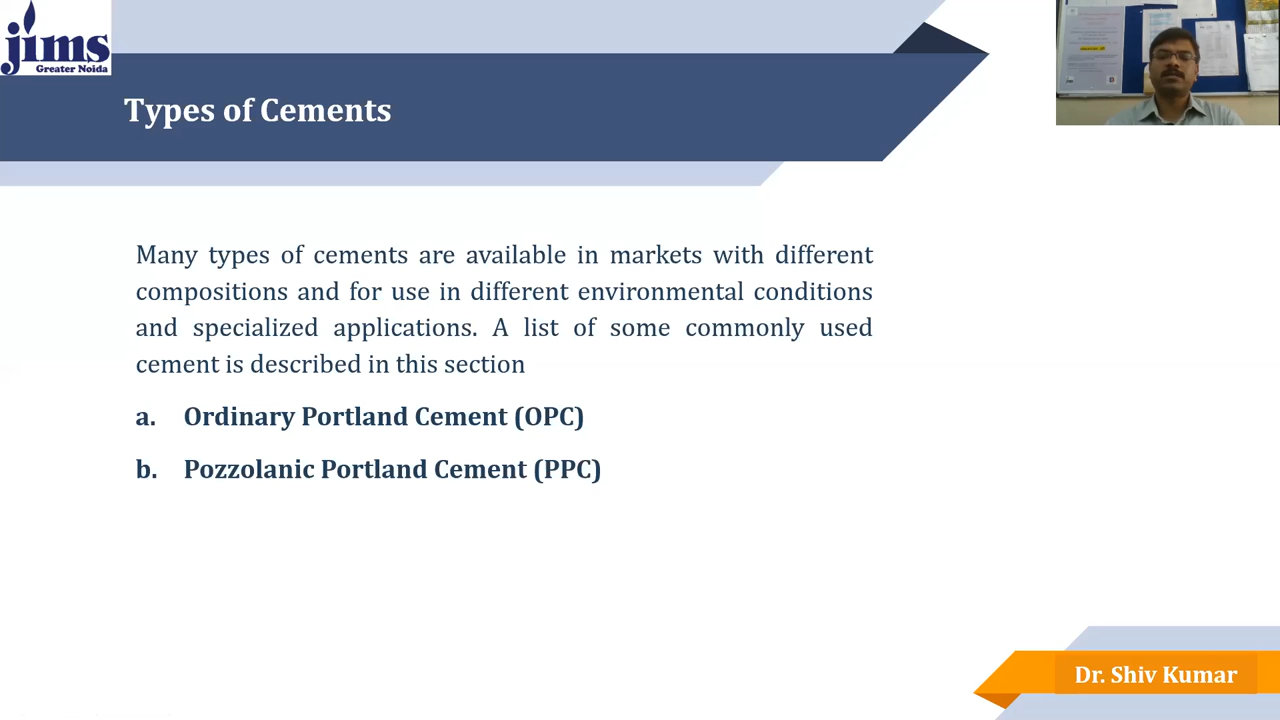 jims
Greater Noida
Types of Cements
Many types of cements are available in markets with different
compositions and for use in different environmental conditions
and specialized applications. A list of some commonly used
cement is described in this section
a. Ordinary Portland Cement (OPC)
b. Pozzolanic Portland Cement (PPC)
Dr. Shiv Kumar